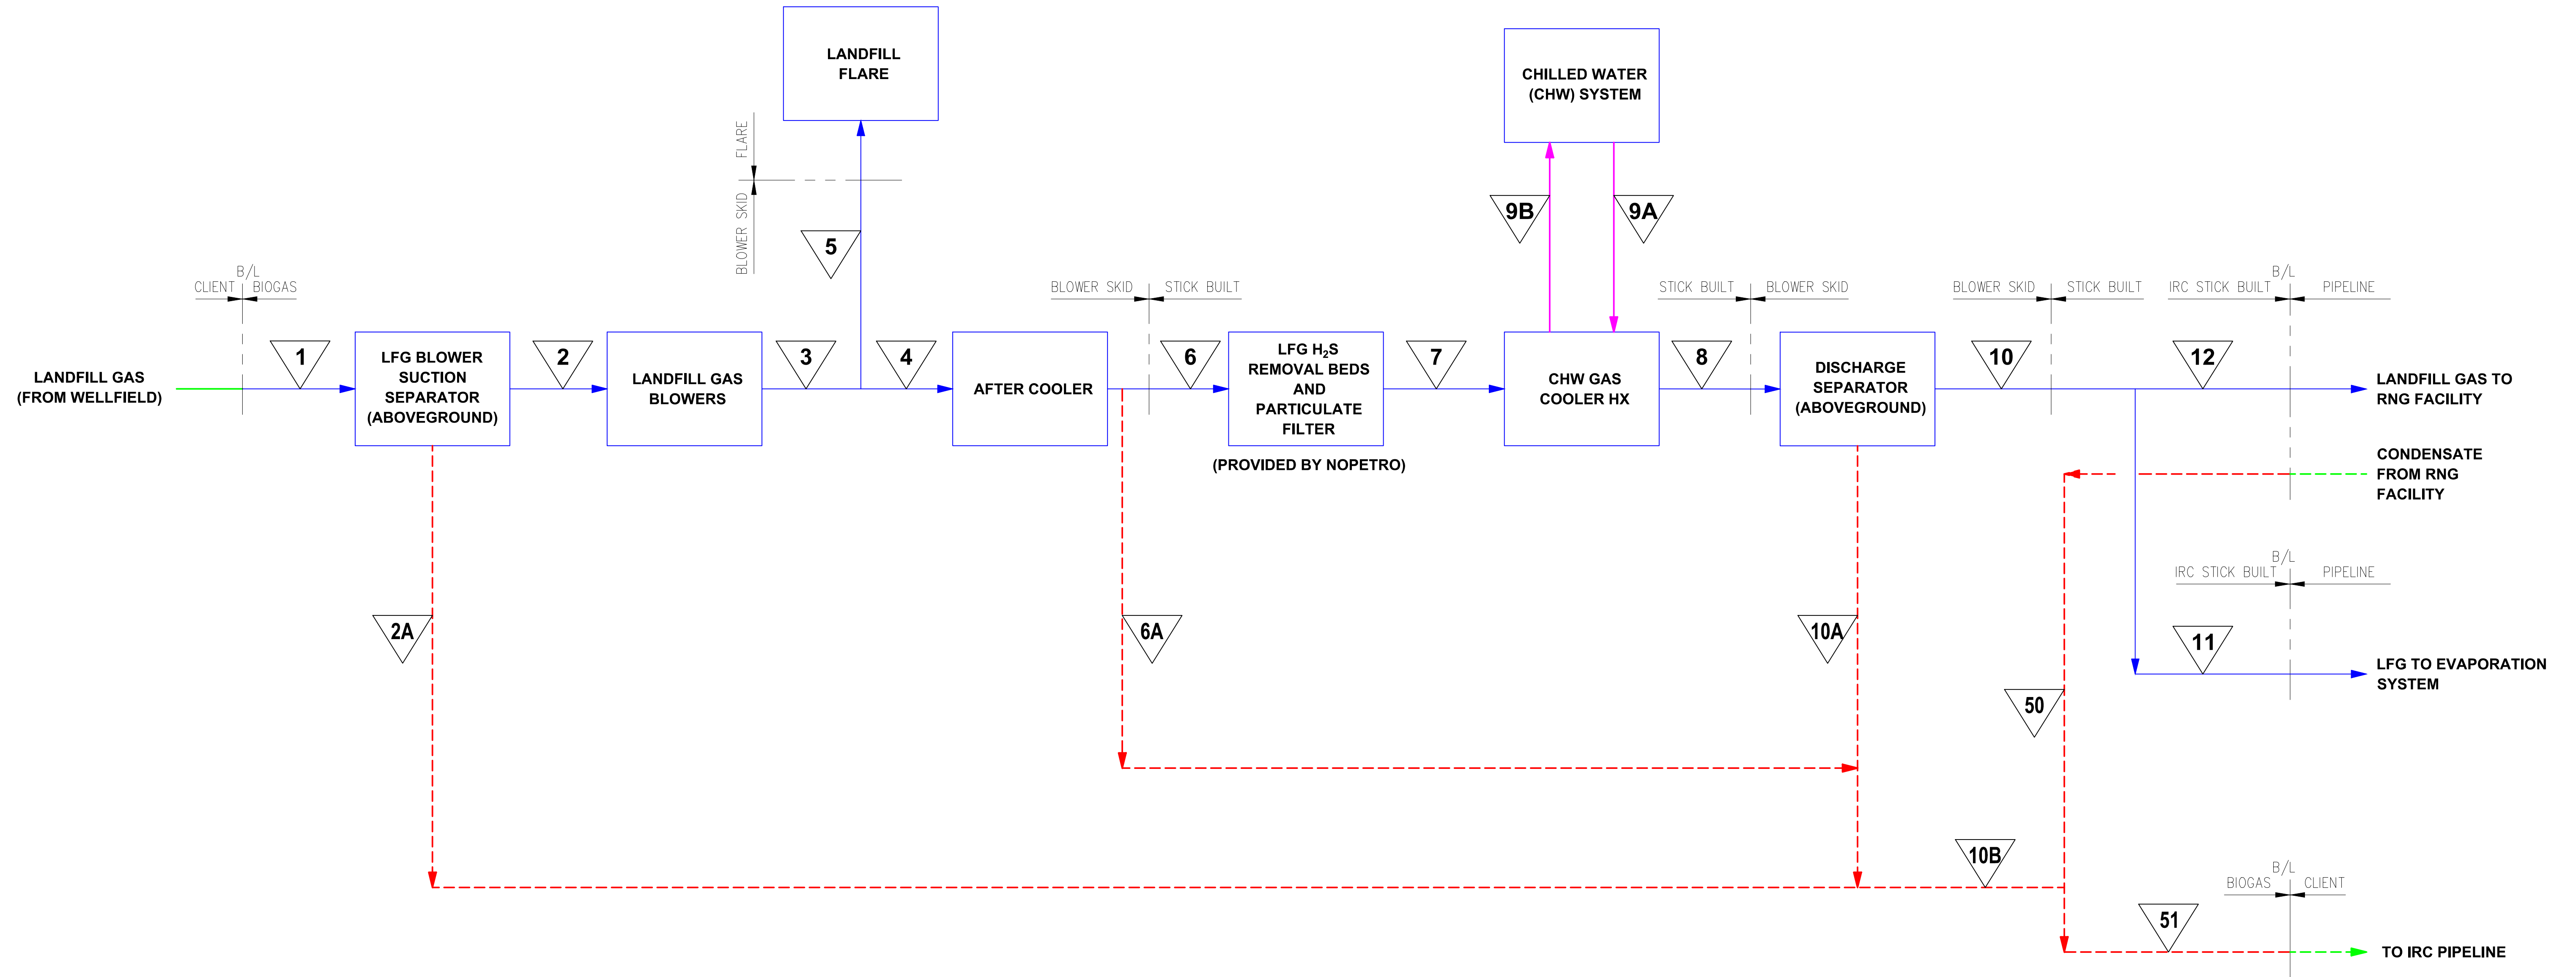 LANDFILL
FLARE
CHILLED WATER
(CHW) SYSTEM
FLARE
BLOWER SKID
9B
9A
5
B/L
CLIENT
BIOGAS
BLOWER SKID
STICK BUILT
STICK BUILT
BLOWER SKID
BLOWER SKID
STICK BUILT
B/L
IRC STICK BUILT
PIPELINE
LANDFILL GAS
(FROM WELLFIELD)
1
LFG BLOWER
SUCTION
SEPARATOR
(ABOVEGROUND)
2
LANDFILL GAS
BLOWERS
3
4
AFTER COOLER
6
LFG H₂S
REMOVAL BEDS
AND
PARTICULATE
FILTER
(PROVIDED BY NOPETRO)
7
CHW GAS
COOLER HX
8
DISCHARGE
SEPARATOR
(ABOVEGROUND)
10
12
LANDFILL GAS TO
RNG FACILITY
CONDENSATE
FROM RNG
FACILITY
B/L
IRC STICK BUILT
PIPELINE
2A
6A
10A
11
LFG TO EVAPORATION
SYSTEM
50
10B
B/L
BIOGAS
CLIENT
51
TO IRC PIPELINE